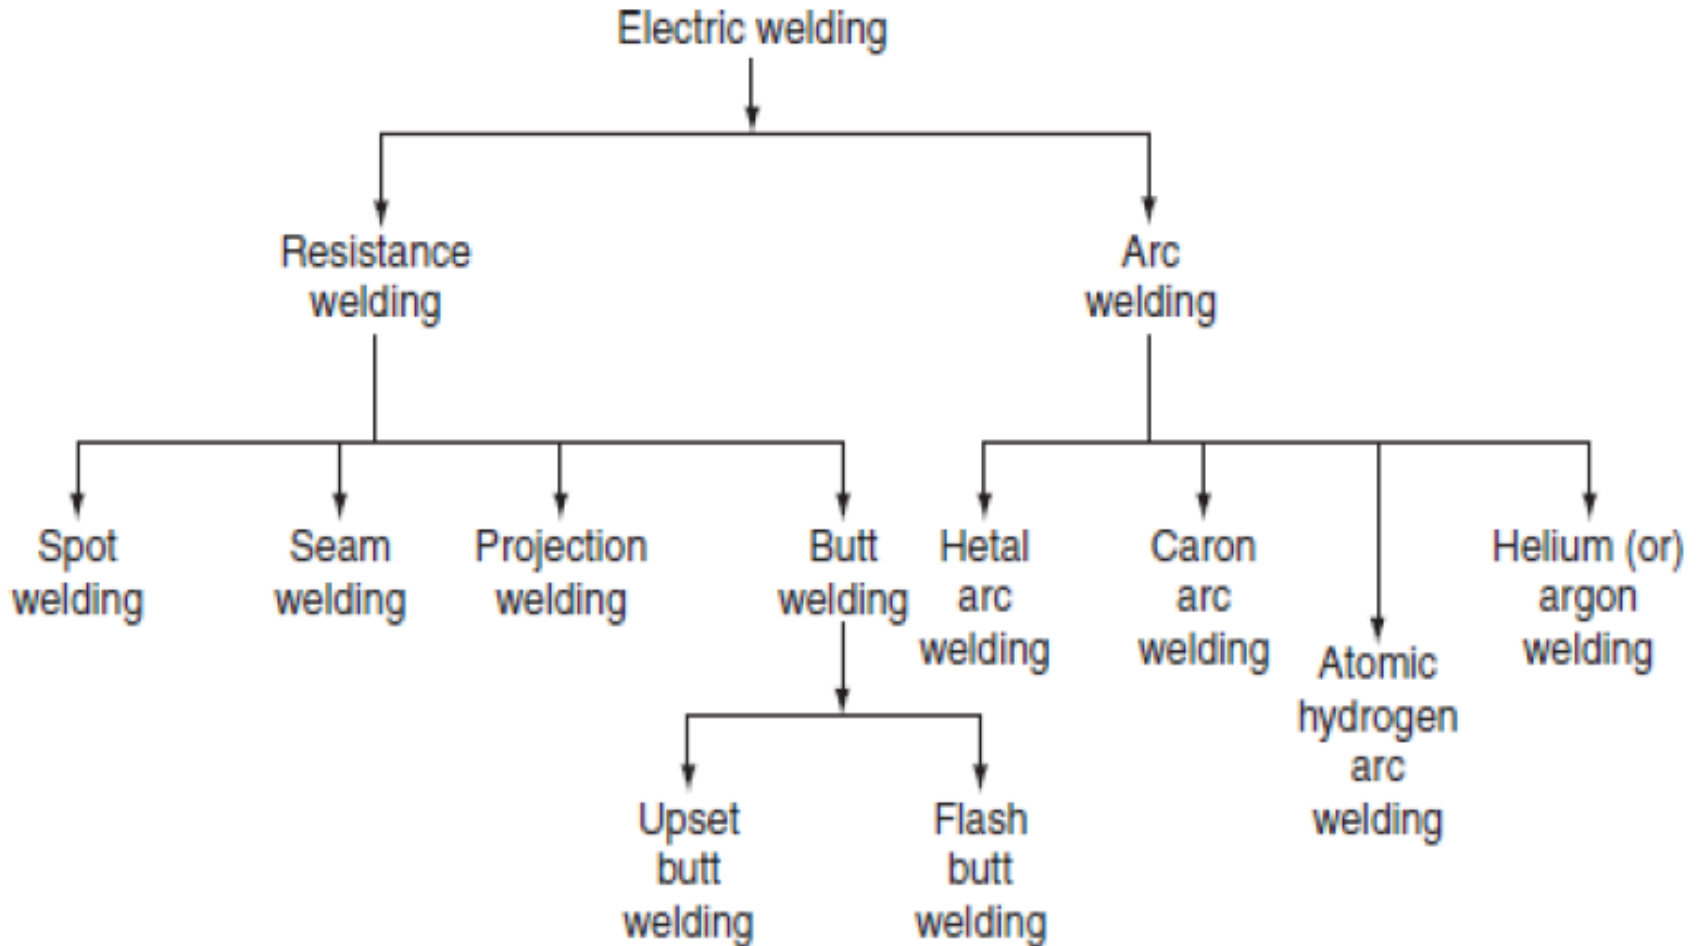 Electric welding
Resistance
welding
Arc
welding
Spot
welding
Seam
welding
Projection
welding
Butt
welding
Hetal
arc
welding
Caron
arc
welding
Atomic
hydrogen
arc
welding
Helium (or)
argon
welding
Upset
butt
welding
Flash
butt
welding